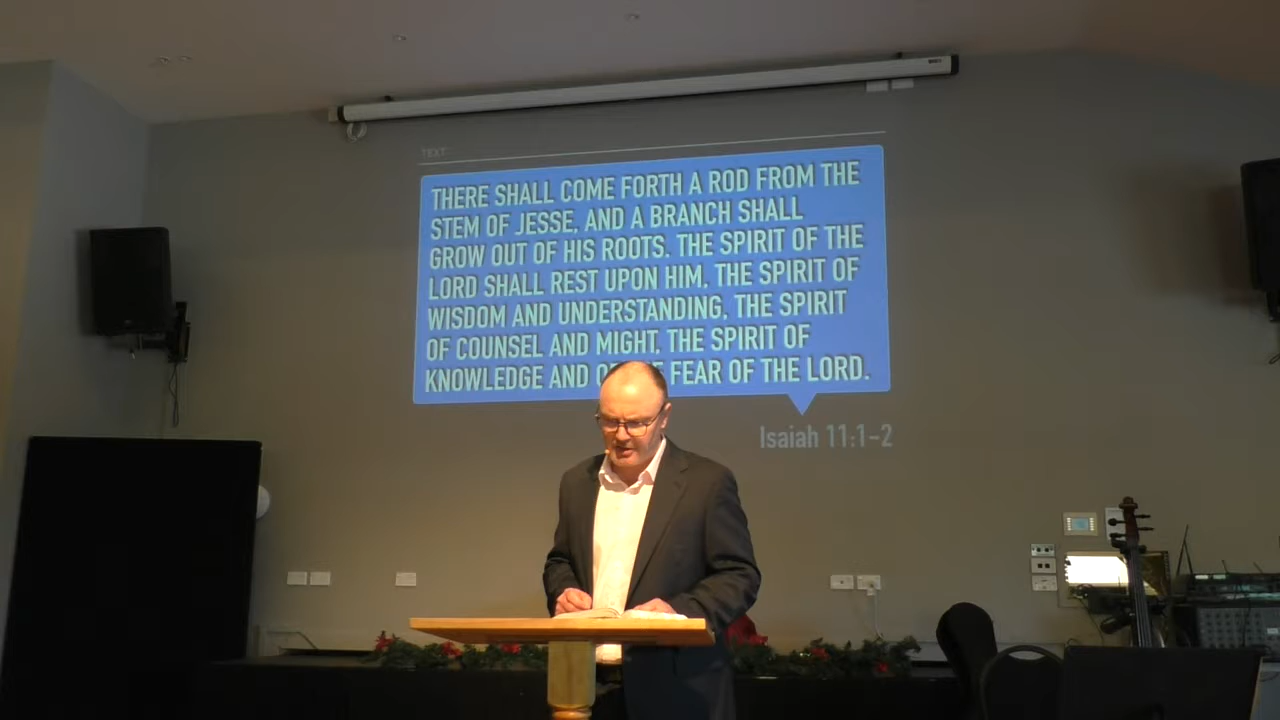 TEXT:
THERE SHALL COME FORTH A ROD FROM THE
STEM OF JESSE, AND A BRANCH SHALL
GROW OUT OF HIS ROOTS. THE SPIRIT OF THE
LORD SHALL REST UPON HIM, THE SPIRIT OF
WISDOM AND UNDERSTANDING, THE SPIRIT
OF COUNSEL AND MIGHT, THE SPIRIT OF
KNOWLEDGE AND FEAR OF THE LORD.
Isaiah 11:1-2